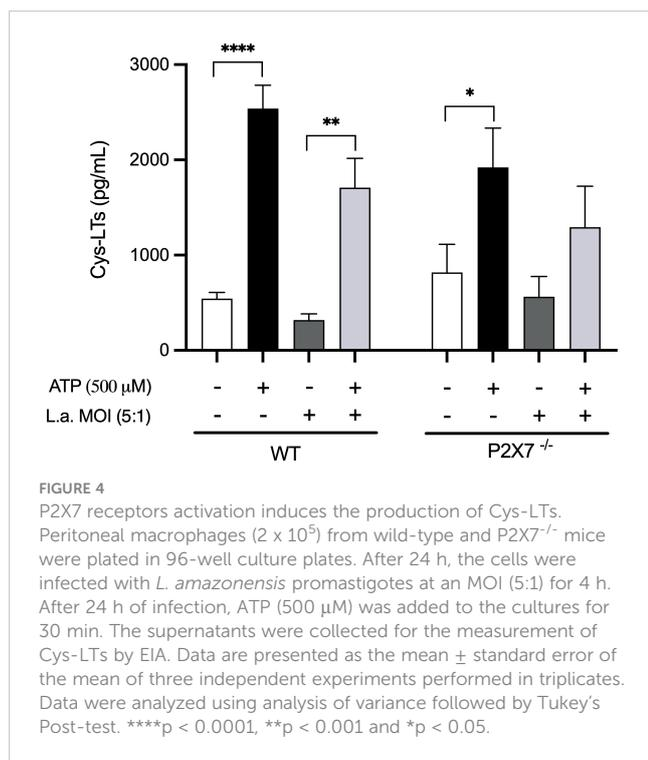 ****
**
*
3000
2000
1000
0
Cys-LTs (pg/mL)
ATP (500 µM) - + - + - + - +
L.a. MOI (5:1) - - + + - - + +
WT P2X7 -/-
FIGURE 4
P2X7 receptors activation induces the production of Cys-LTs.
Peritoneal macrophages (2 x 10⁵) from wild-type and P2X7⁻/⁻ mice
were plated in 96-well culture plates. After 24 h, the cells were
infected with L. amazonensis promastigotes at an MOI (5:1) for 4 h.
After 24 h of infection, ATP (500 µM) was added to the cultures for
30 min. The supernatants were collected for the measurement of
Cys-LTs by EIA. Data are presented as the mean ± standard error of
the mean of three independent experiments performed in triplicates.
Data were analyzed using analysis of variance followed by Tukey's
Post-test. ****p < 0.0001, **p < 0.001 and *p < 0.05.